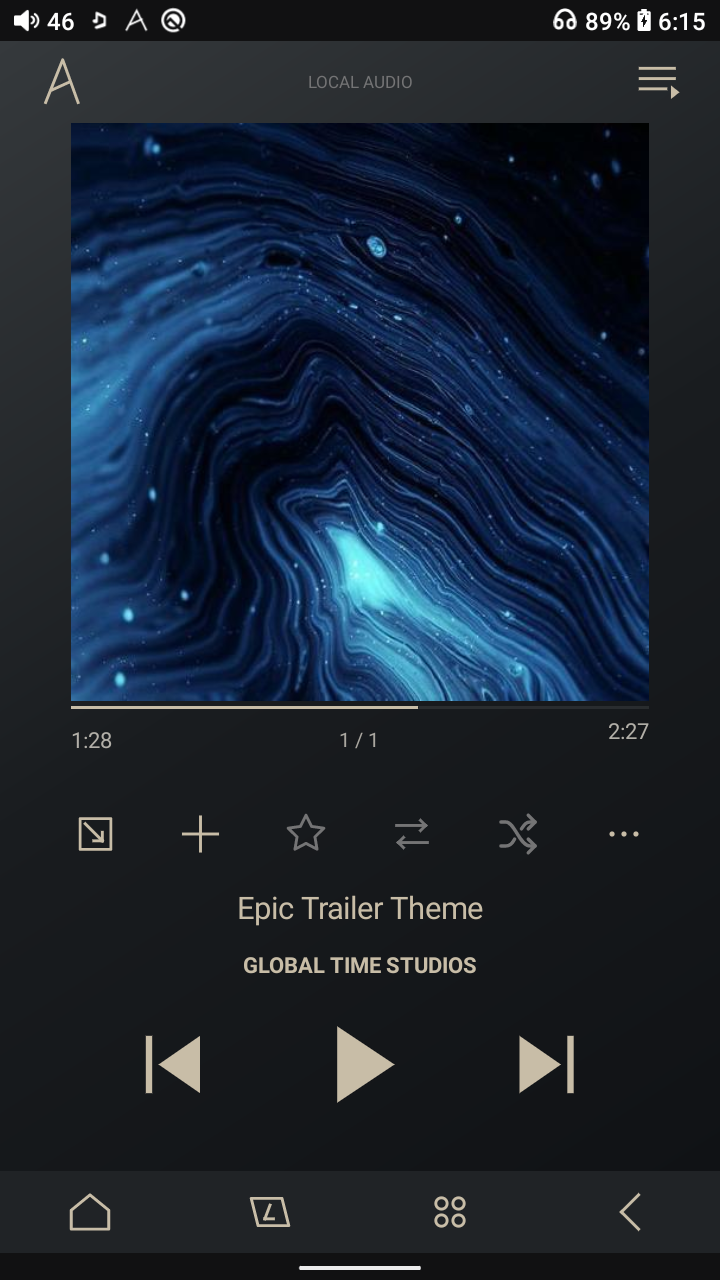 46 89% 6:15
LOCAL AUDIO
1:28 1 / 1 2:27
Epic Trailer Theme
GLOBAL TIME STUDIOS